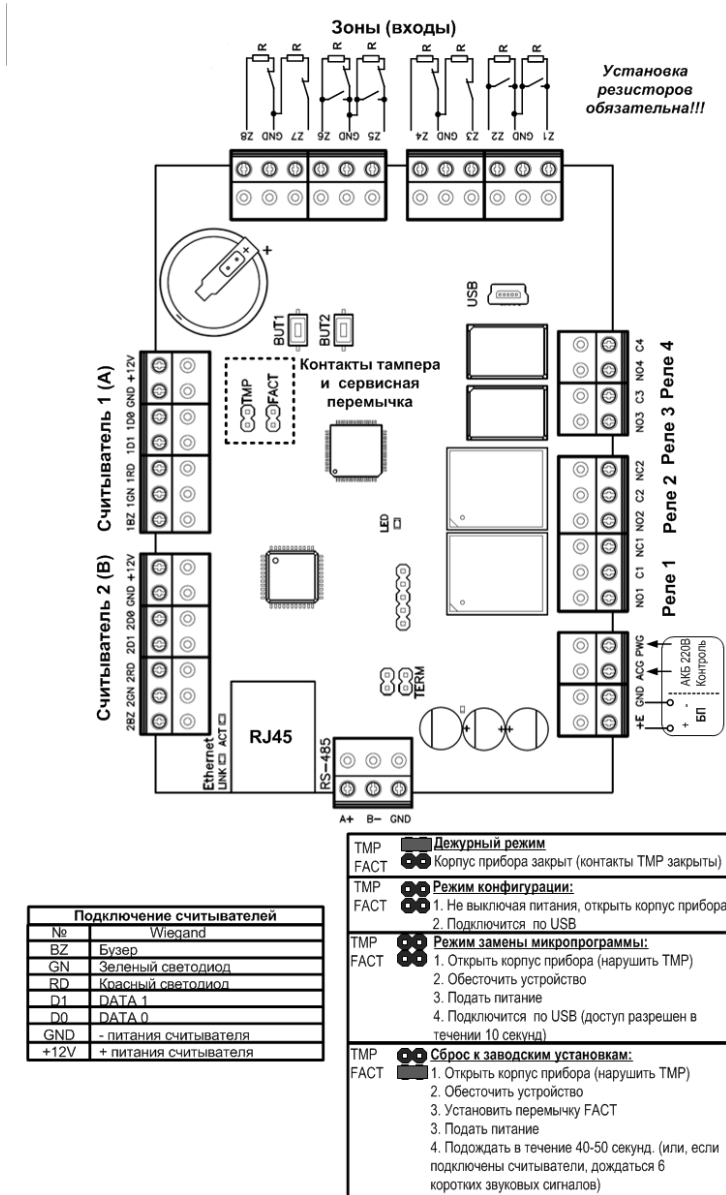 Зоны (входы)
R R R R R R R R
Установка
резисторов
обязательна!!!
Z8 GND Z7 Z6 GND Z5 Z4 GND Z3 Z2 GND Z1
+
USB
BUT1 BUT2
Контакты тампера
и сервисная
перемычка
TMP
FACT
Считыватель 1 (А)
+12V
GND
1D0
1D1
1RD
1GN
1BZ
LED
Считыватель 2 (В)
+12V
GND
2D0
2D1
2RD
2GN
2BZ
C4
NO4
C3
NO3
Реле 4
Реле 3
NC2
C2
NO2
NC1
C1
NO1
Реле 2
Реле 1
PWG
ACG
GND
+E
АКБ 220В
Контроль
- +
БП
TERM
+ ++
Ethernet
LINK ACT
RJ45
RS-485
A+ B− GND
TMP Дежурный режим
FACT Корпус прибора закрыт (контакты TMP закрыты)
TMP Режим конфигурации:
FACT 1. Не выключая питания, открыть корпус прибора
2. Подключится по USB
TMP Режим замены микропрограммы:
FACT 1. Открыть корпус прибора (нарушить TMP)
2. Обесточить устройство
3. Подать питание
4. Подключится по USB (доступ разрешен в
течении 10 секунд)
TMP Сброс к заводским установкам:
FACT 1. Открыть корпус прибора (нарушить TMP)
2. Обесточить устройство
3. Установить перемычку FACT
3. Подать питание
4. Подождать в течение 40-50 секунд. (или, если
подключены считыватели, дождаться 6
коротких звуковых сигналов)
Подключение считывателей
№ Wiegand
BZ Бузер
GN Зеленый светодиод
RD Красный светодиод
D1 DATA 1
D0 DATA 0
GND - питания считывателя
+12V + питания считывателя